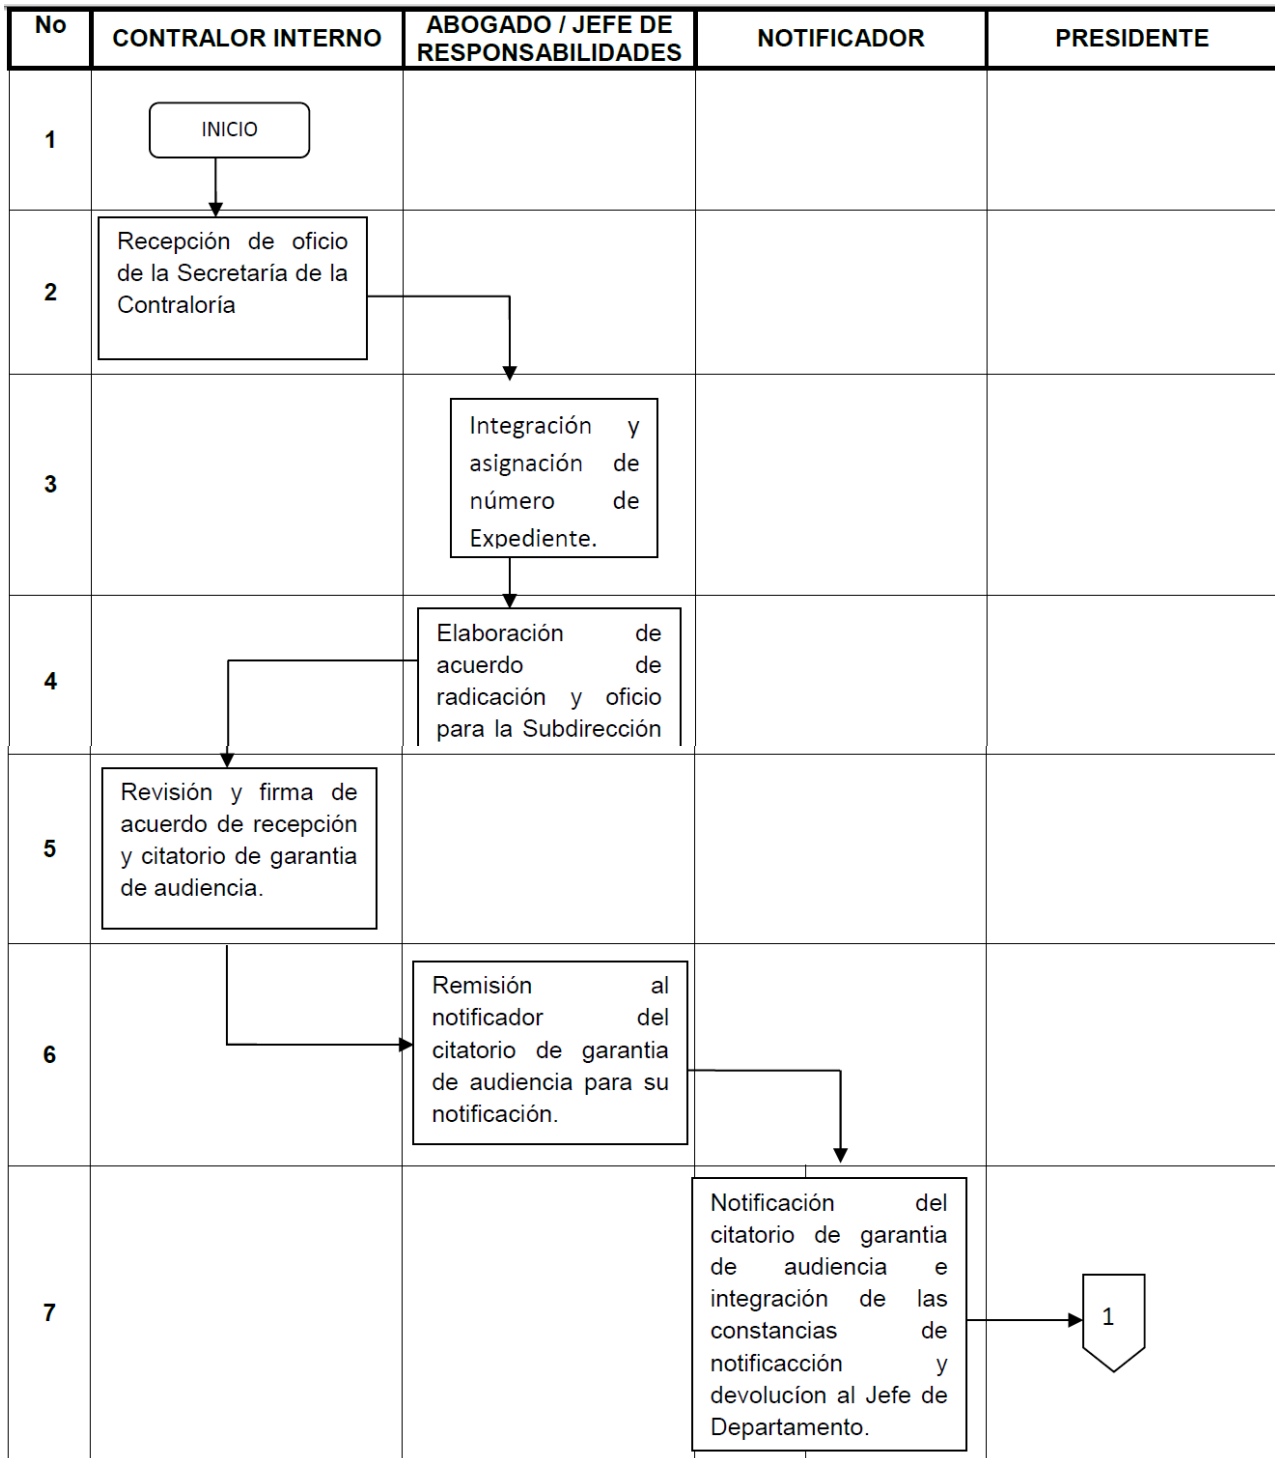 No
CONTRALOR INTERNO
ABOGADO / JEFE DE
RESPONSABILIDADES
NOTIFICADOR
PRESIDENTE
1
INICIO
2
Recepción de oficio
de la Secretaría de la
Contraloría
3
Integración y
asignación de
número de
Expediente.
4
Elaboración de
acuerdo de
radicación y oficio
para la Subdirección
5
Revisión y firma de
acuerdo de recepción
y citatorio de garantia
de audiencia.
6
Remisión al
notificador del
citatorio de garantia
de audiencia para su
notificación.
7
Notificación del
citatorio de garantia
de audiencia e
integración de las
constancias de
notificacción y
devolucíon al Jefe de
Departamento.
1